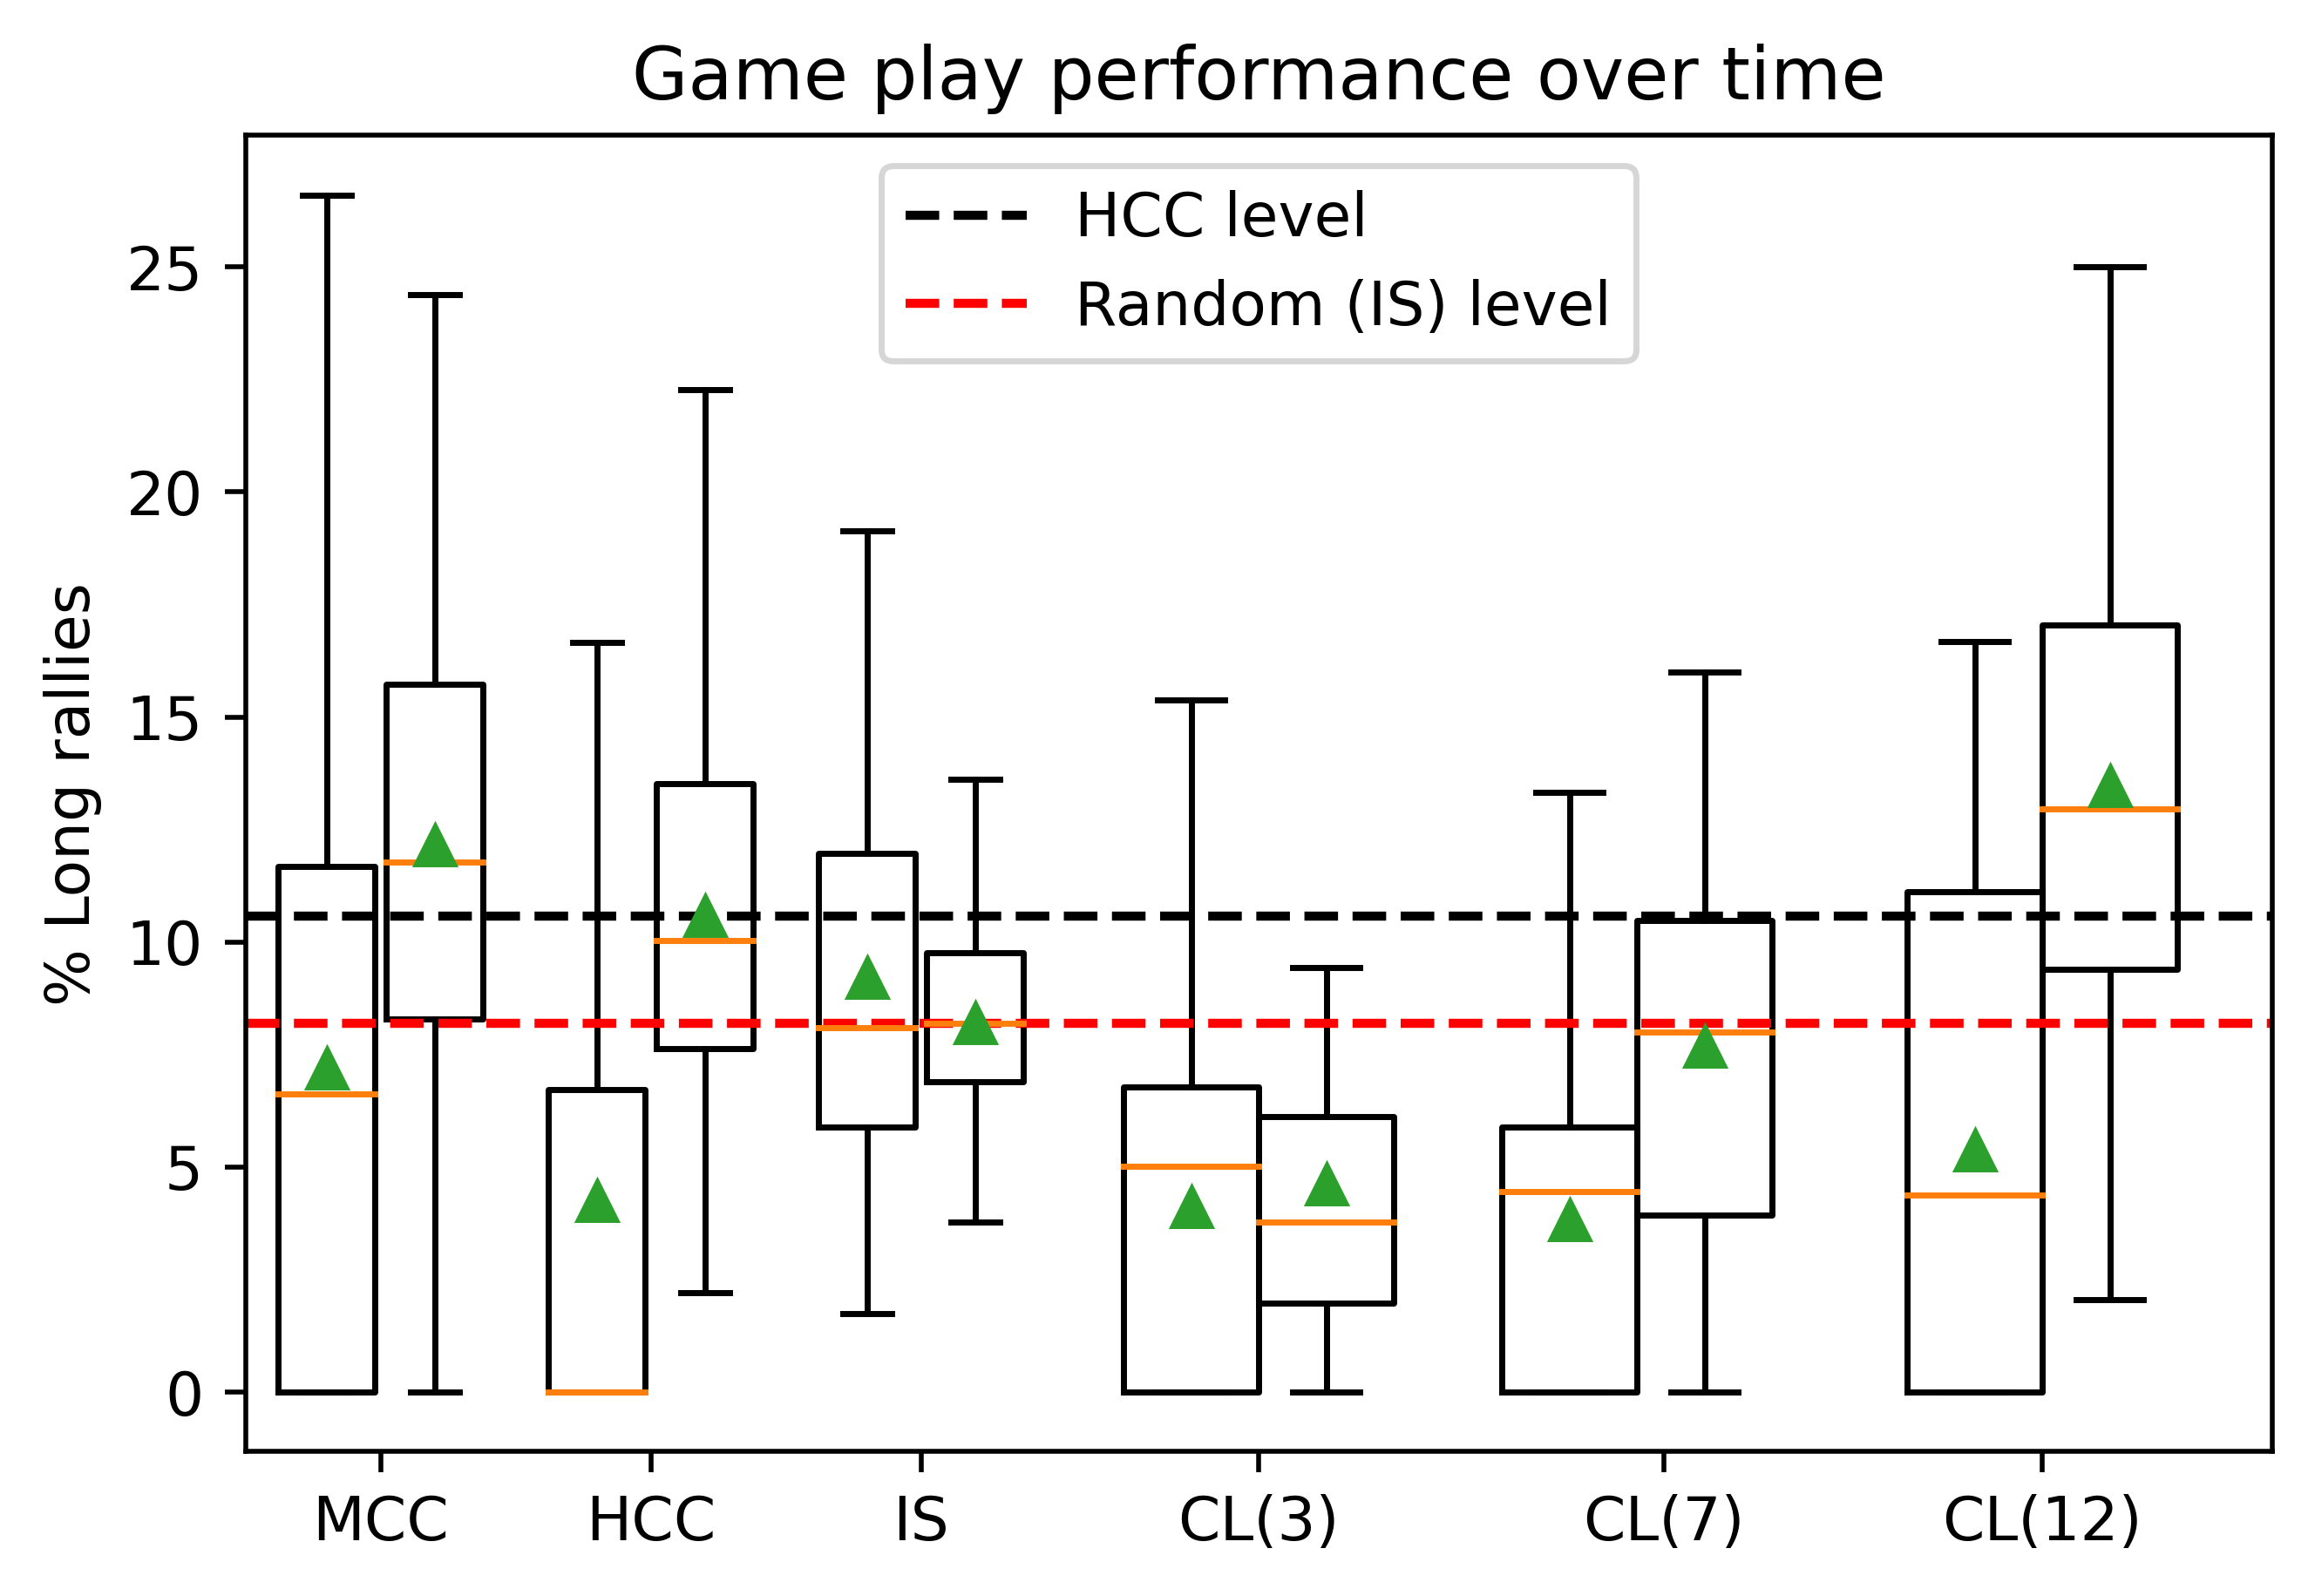 Game play performance over time
HCC level
Random (IS) level
% Long rallies
25
20
15
10
5
0
MCC HCC IS CL(3) CL(7) CL(12)